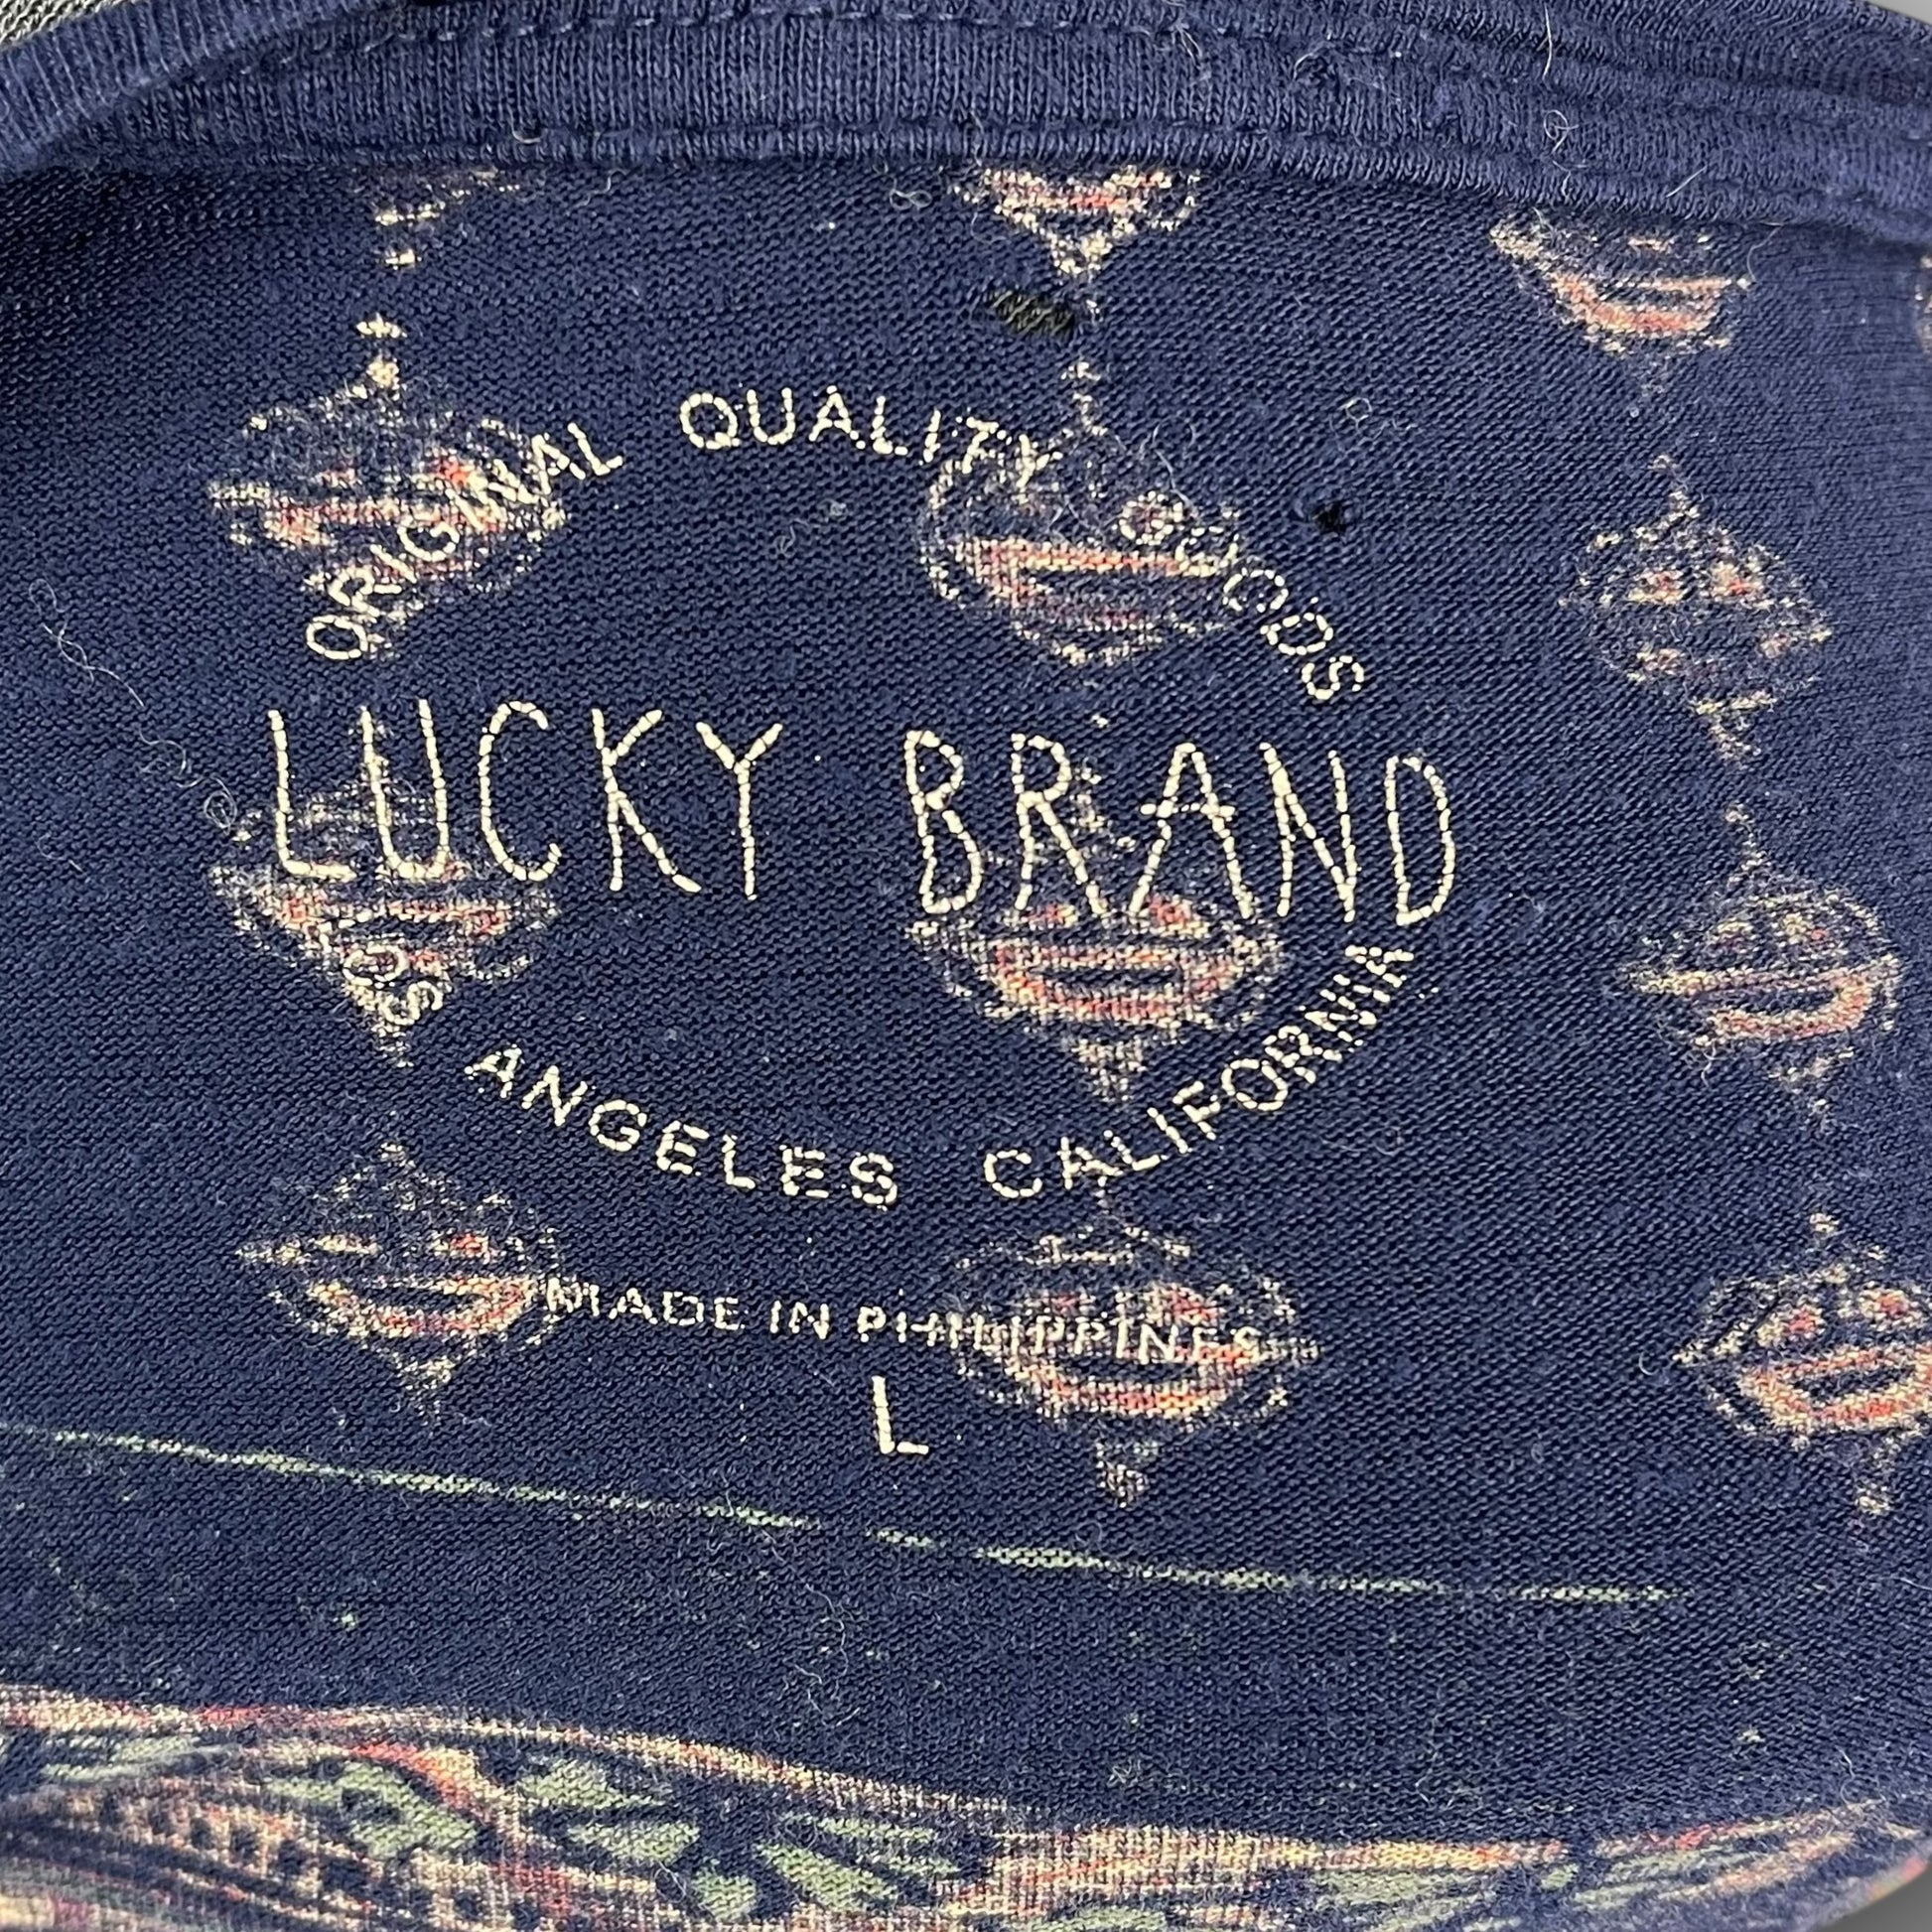 ORIGINAL QUALITY GOODS
LUCKY BRAND
LOS ANGELES CALIFORNIA
MADE IN PHILIPPINES
L